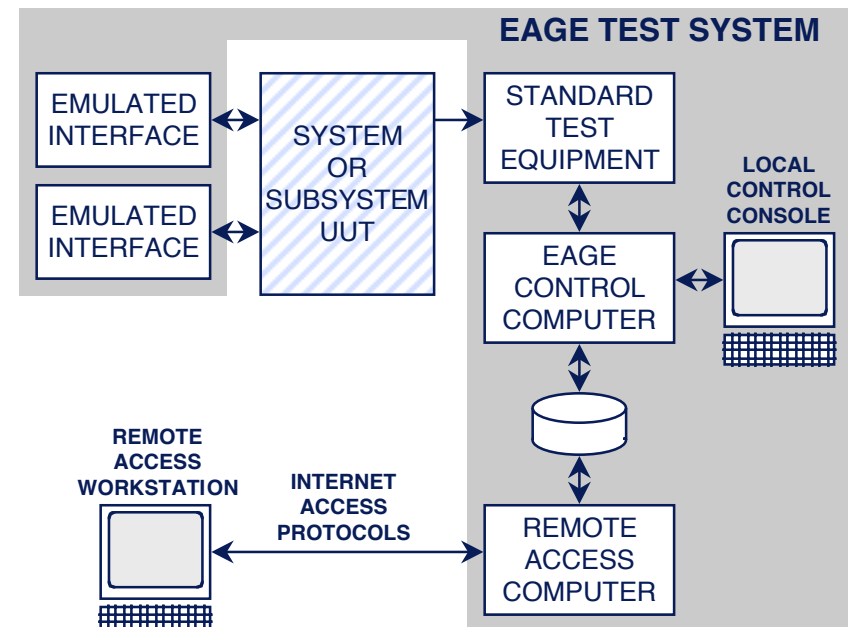 EAGE TEST SYSTEM
EMULATED
INTERFACE
EMULATED
INTERFACE
SYSTEM
OR
SUBSYSTEM
UUT
STANDARD
TEST
EQUIPMENT
LOCAL
CONTROL
CONSOLE
EAGE
CONTROL
COMPUTER
REMOTE
ACCESS
WORKSTATION
INTERNET
ACCESS
PROTOCOLS
REMOTE
ACCESS
COMPUTER